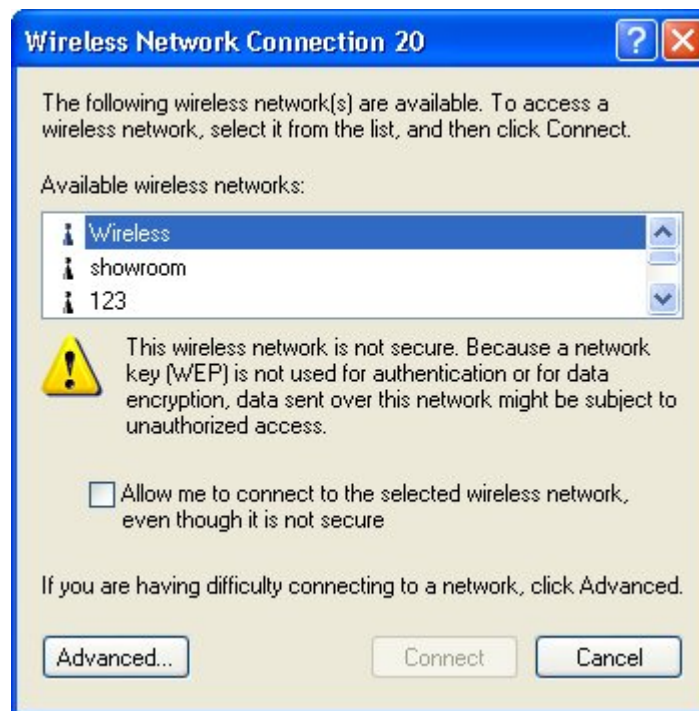 Wireless Network Connection 20
The following wireless network(s) are available. To access a
wireless network, select it from the list, and then click Connect.
Available wireless networks:
Wireless
showroom
123
This wireless network is not secure. Because a network
key (WEP) is not used for authentication or for data
encryption, data sent over this network might be subject to
unauthorized access.
Allow me to connect to the selected wireless network,
even though it is not secure
If you are having difficulty connecting to a network, click Advanced.
Advanced... Connect Cancel